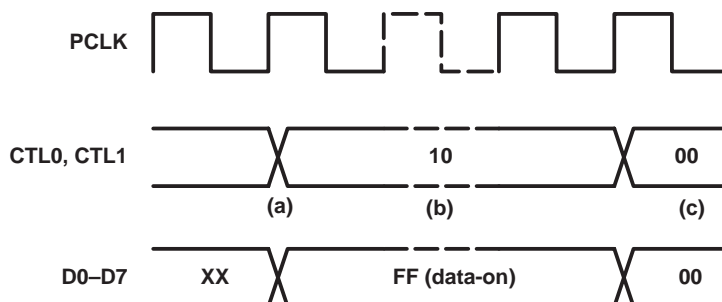 PCLK
CTL0, CTL1 10 00
(a) (b) (c)
D0–D7 XX FF (data-on) 00